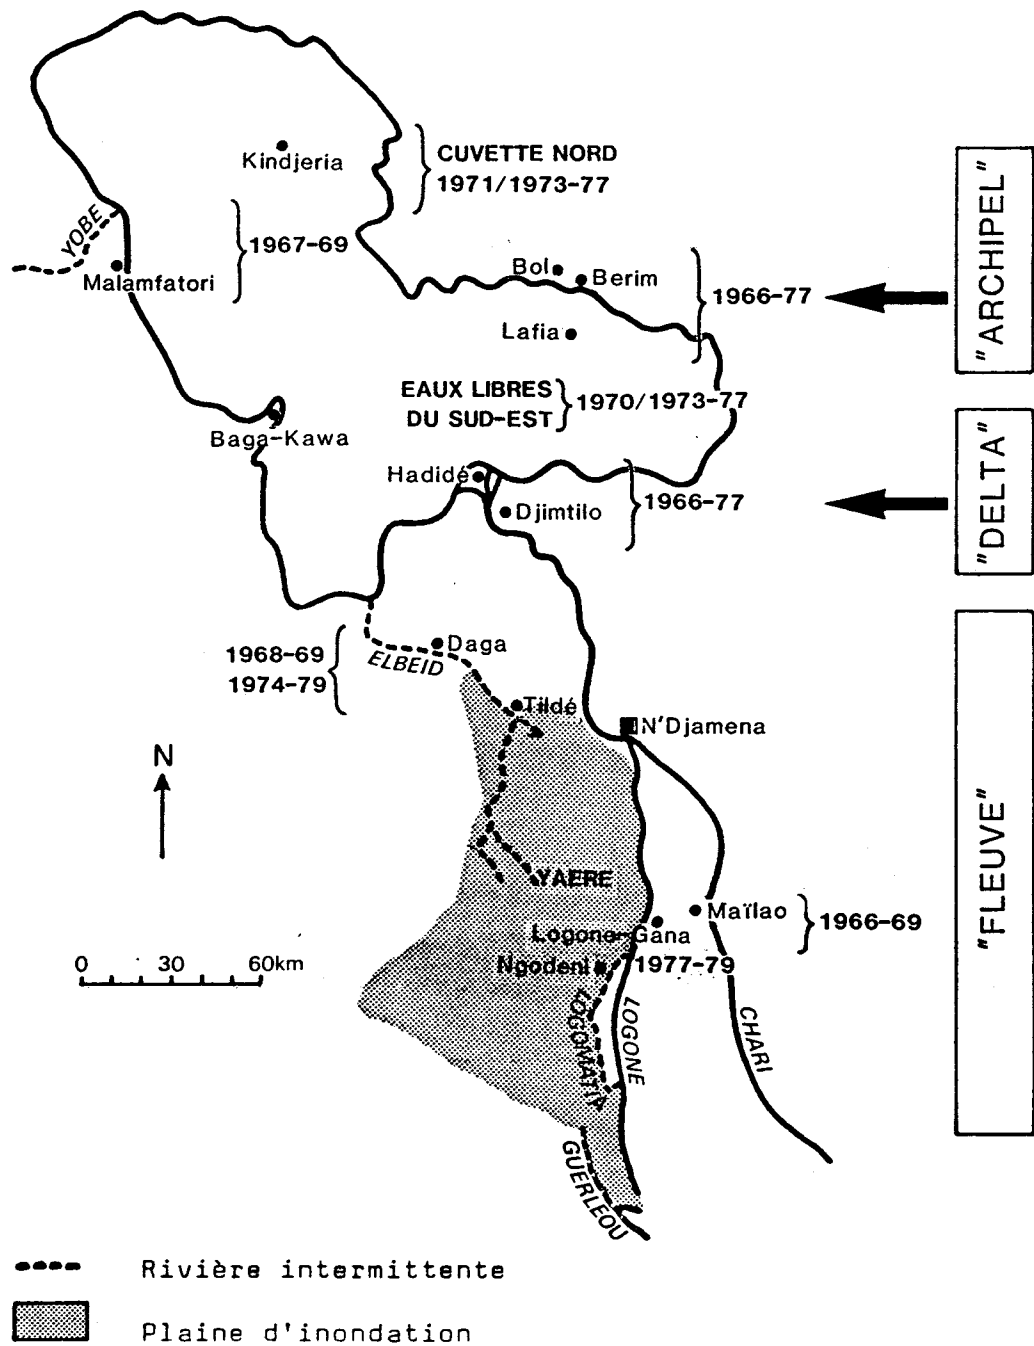 CUVETTE NORD
1971/1973-77
Kindjeria
YOBE
1967-69
Malamfatori
Bol
Berim
1966-77
"ARCHIPEL"
Lafia
EAUX LIBRES
DU SUD-EST
1970/1973-77
Baga-Kawa
Hadidé
Djimtilo
1966-77
"DELTA"
Daga
ELBEID
1968-69
1974-79
Tildé
N'Djamena
N
YAERE
Maïlao
1966-69
Logone-Gana
Ngodeni
1977-79
"FLEUVE"
0 30 60km
LOGOMATIA
LOGONE
CHARI
GUERLEOU
Rivière intermittente
Plaine d'inondation